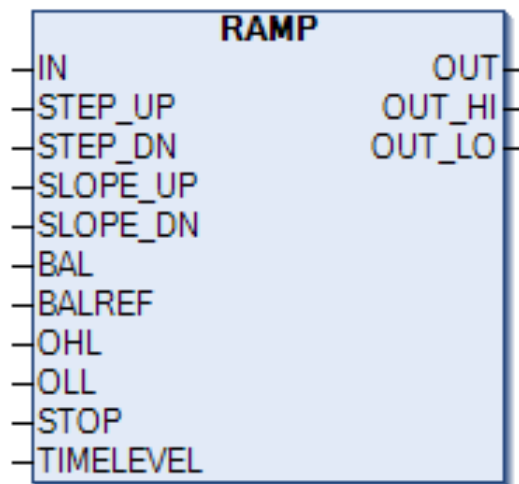 RAMP
IN OUT
STEP_UP OUT_HI
STEP_DN OUT_LO
SLOPE_UP
SLOPE_DN
BAL
BALREF
OHL
OLL
STOP
TIMELEVEL